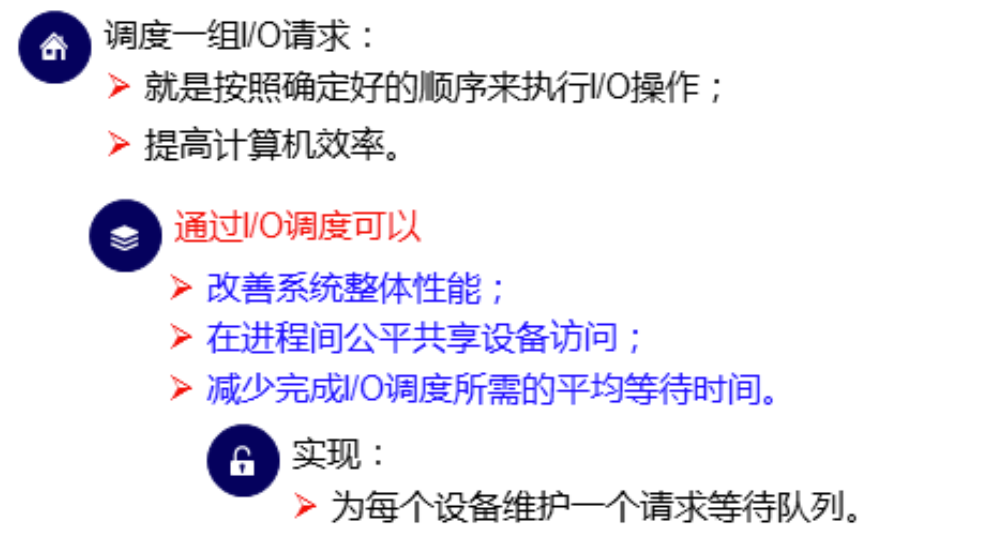 调度一组I/O请求：
就是按照确定好的顺序来执行I/O操作；
提高计算机效率。
通过I/O调度可以
改善系统整体性能；
在进程间公平共享设备访问；
减少完成I/O调度所需的平均等待时间。
实现：
为每个设备维护一个请求等待队列。